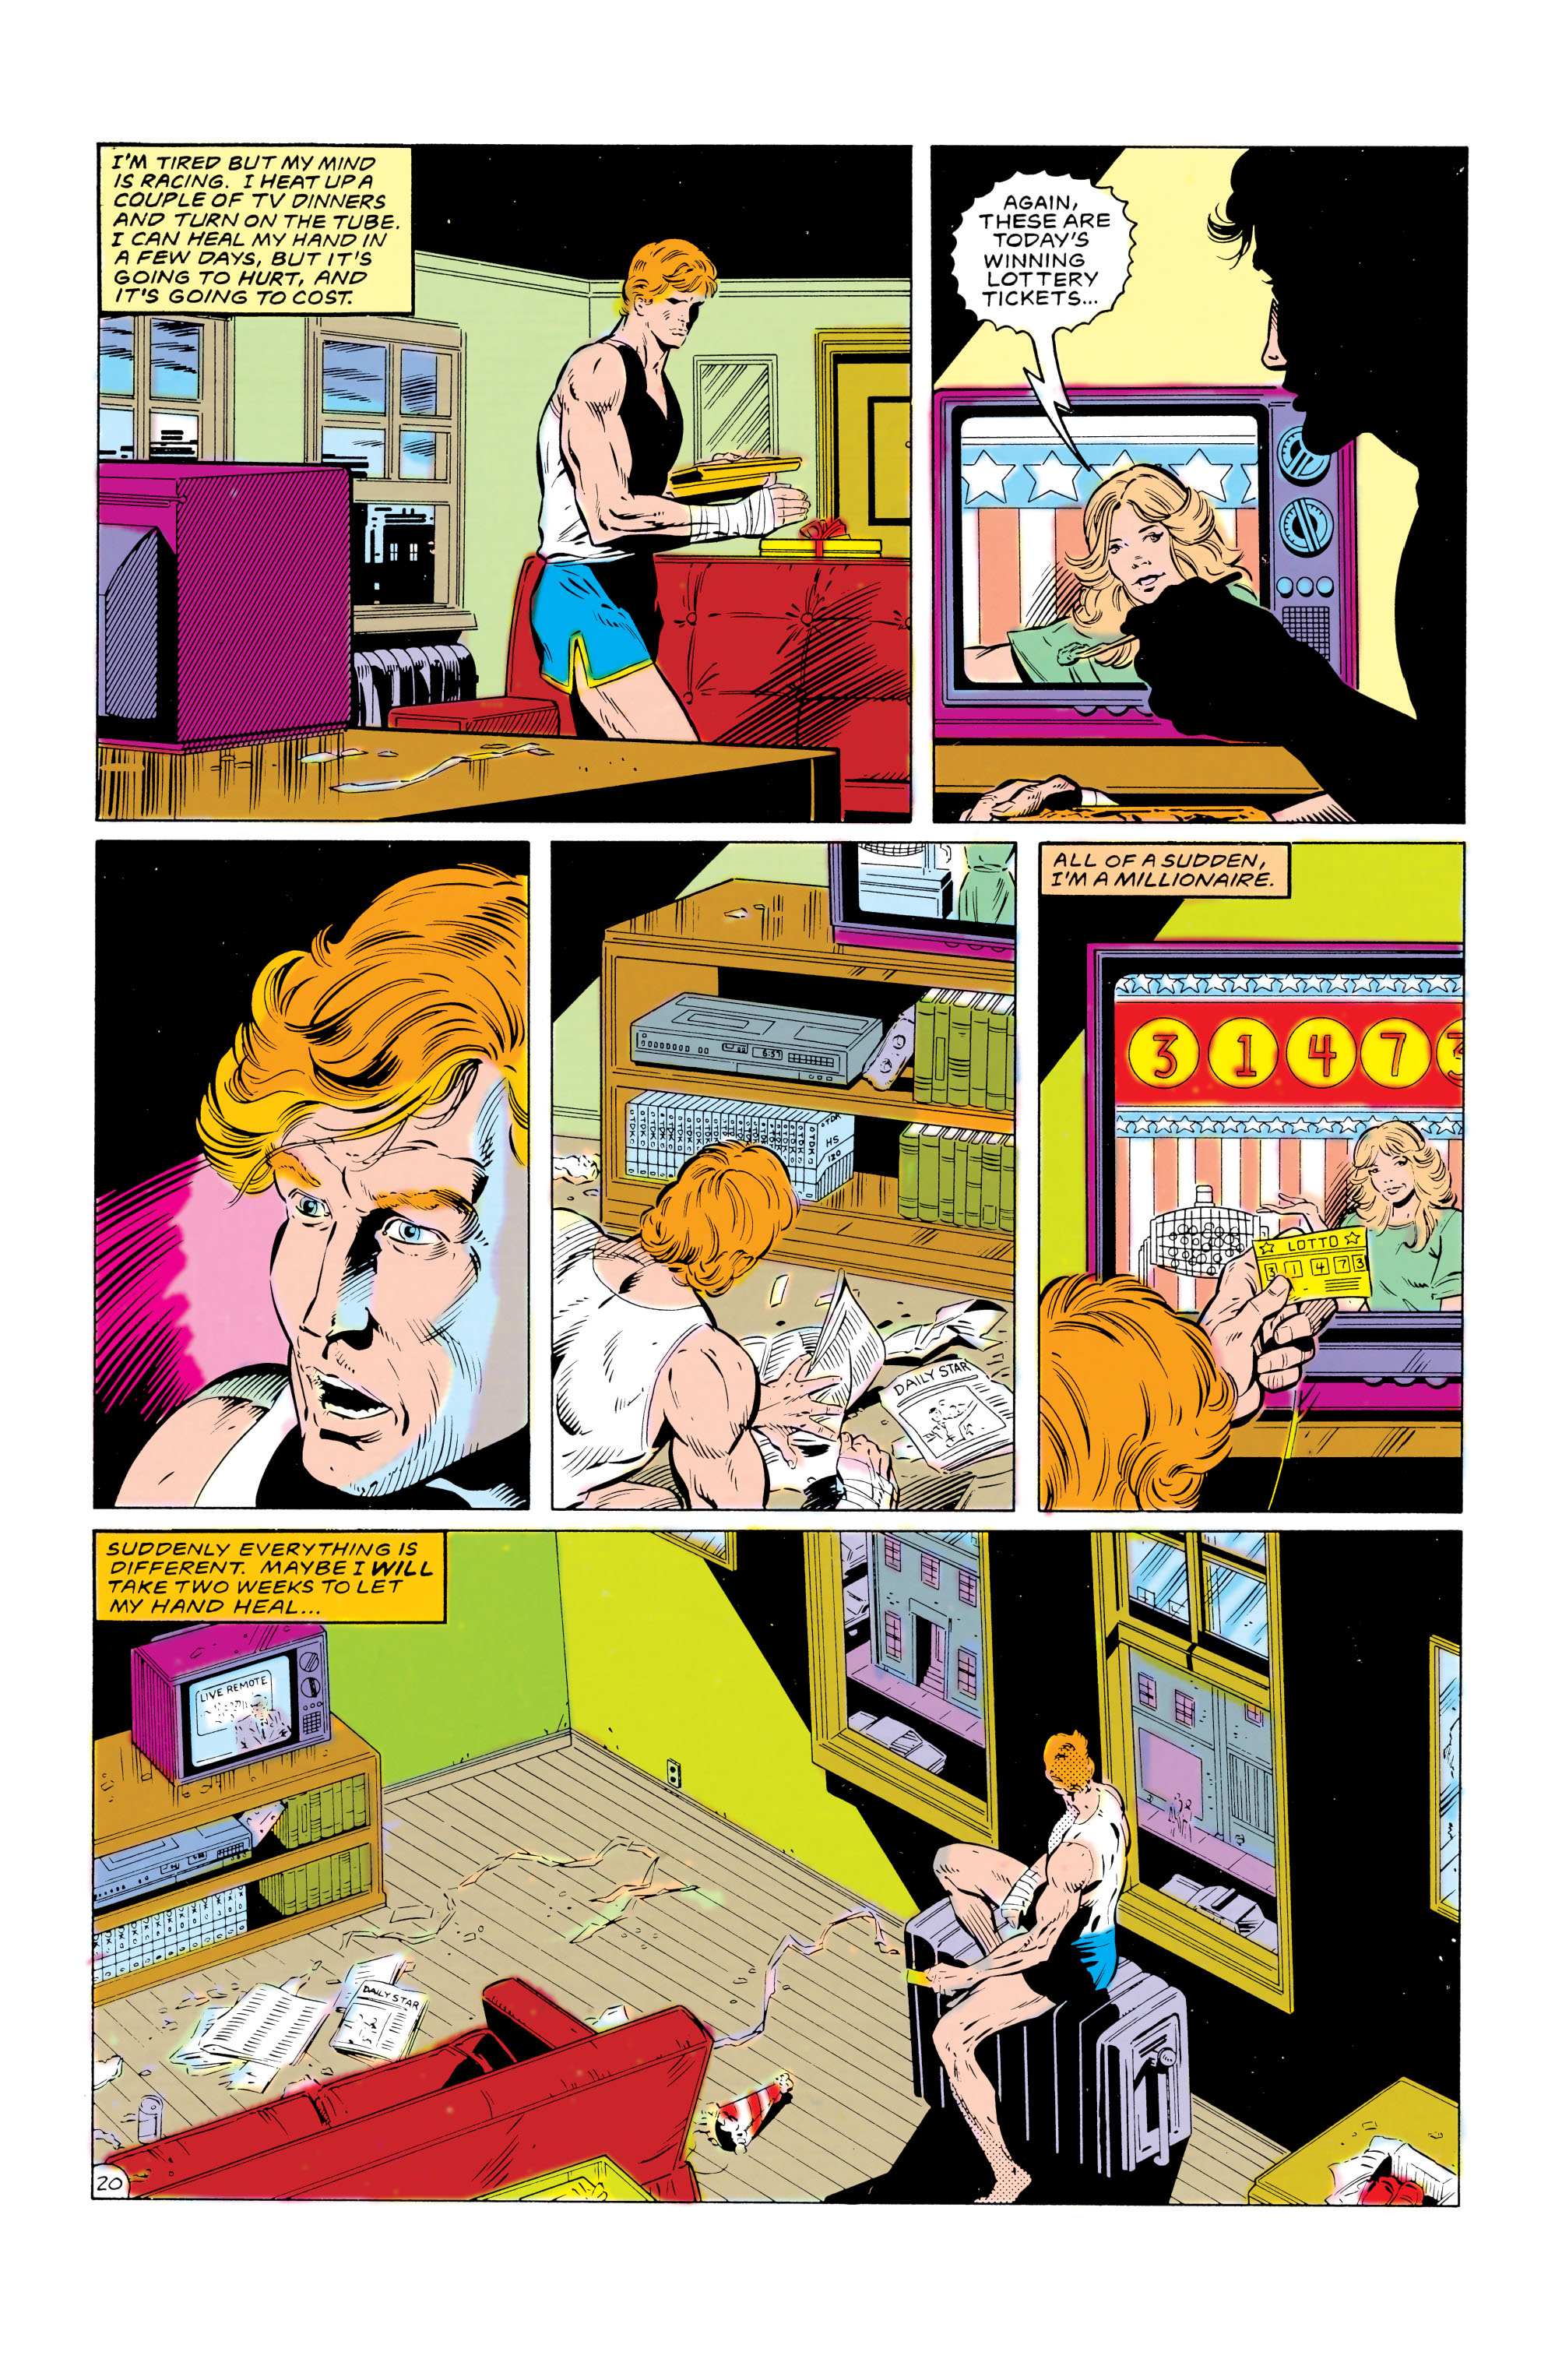 I'M TIRED BUT MY MIND
IS RACING. I HEAT UP A
COUPLE OF TV DINNERS
AND TURN ON THE TUBE.
I CAN HEAL MY HAND IN
A FEW DAYS, BUT IT'S
GOING TO HURT, AND
IT'S GOING TO COST.
AGAIN,
THESE ARE
TODAY'S
WINNING
LOTTERY
TICKETS...
6:57
TDK
HS
120
DAILY STAR
ALL OF A SUDDEN,
I'M A MILLIONAIRE.
3 1 4 7 3
LOTTO
3 1 4 7 3
SUDDENLY EVERYTHING IS
DIFFERENT. MAYBE I WILL
TAKE TWO WEEKS TO LET
MY HAND HEAL...
LIVE REMOTE
DAILY STAR
20